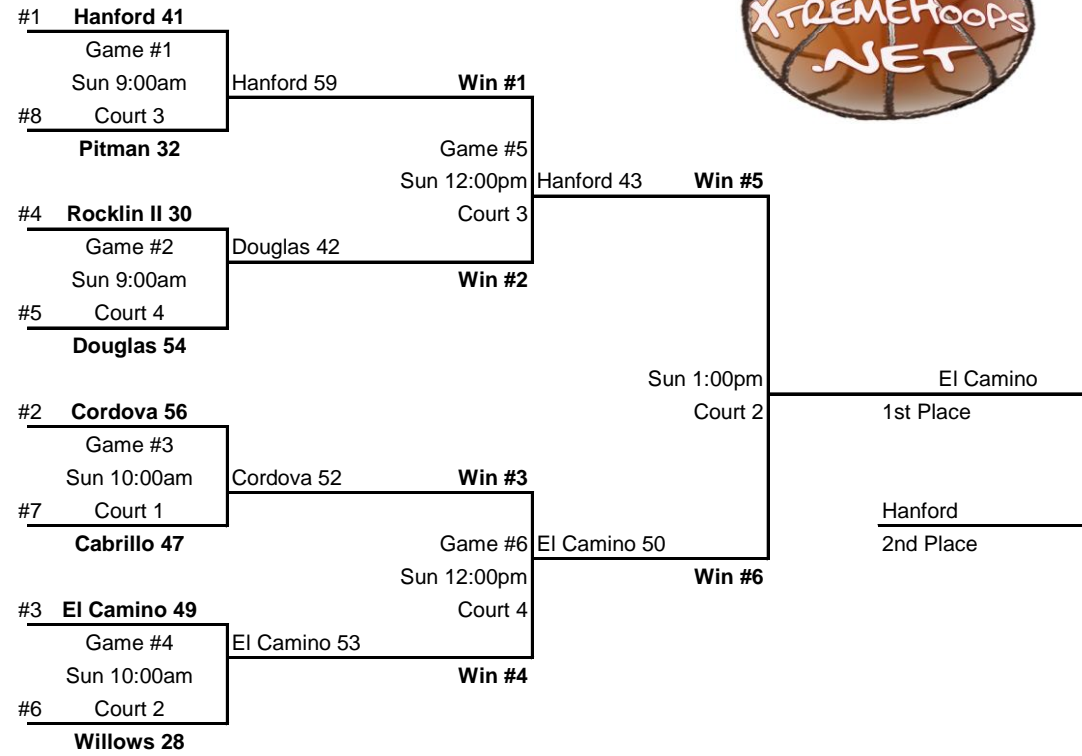 XTREMEHOOPS
.NET
#1 Hanford 41
Game #1
Sun 9:00am
#8 Court 3
Pitman 32
Hanford 59 Win #1
Game #5
Sun 12:00pm
Court 3
#4 Rocklin II 30
Game #2
Sun 9:00am
#5 Court 4
Douglas 54
Douglas 42
Win #2
Hanford 43 Win #5
#2 Cordova 56
Game #3
Sun 10:00am
#7 Court 1
Cabrillo 47
Cordova 52 Win #3
Game #6
Sun 12:00pm
Court 4
#3 El Camino 49
Game #4
Sun 10:00am
#6 Court 2
Willows 28
El Camino 53
Win #4
El Camino 50
Win #6
Sun 1:00pm
Court 2
El Camino
1st Place
Hanford
2nd Place